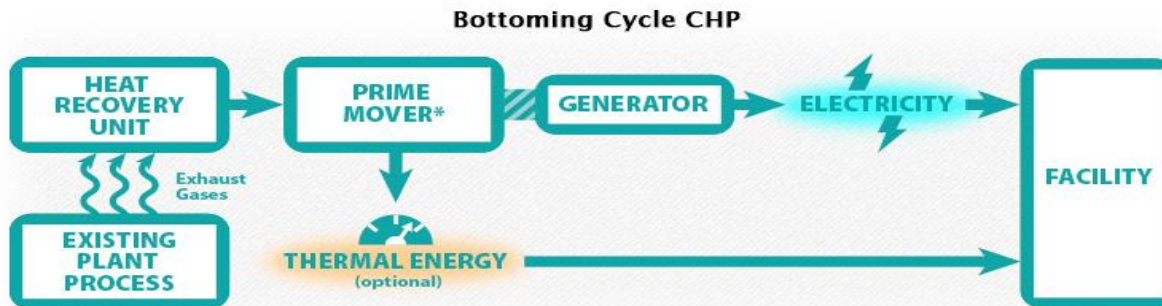 Bottoming Cycle CHP
HEAT
RECOVERY
UNIT
PRIME
MOVER*
GENERATOR
ELECTRICITY
FACILITY
Exhaust
Gases
EXISTING
PLANT
PROCESS
THERMAL ENERGY
(optional)